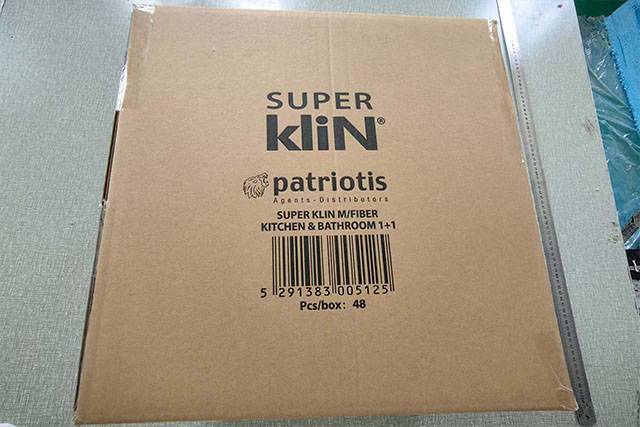 SUPER
kliN®
patriotis
Agents-Distributors
SUPER KLIN M/FIBER
KITCHEN & BATHROOM 1+1
5 291383 005125
Pcs/box: 48